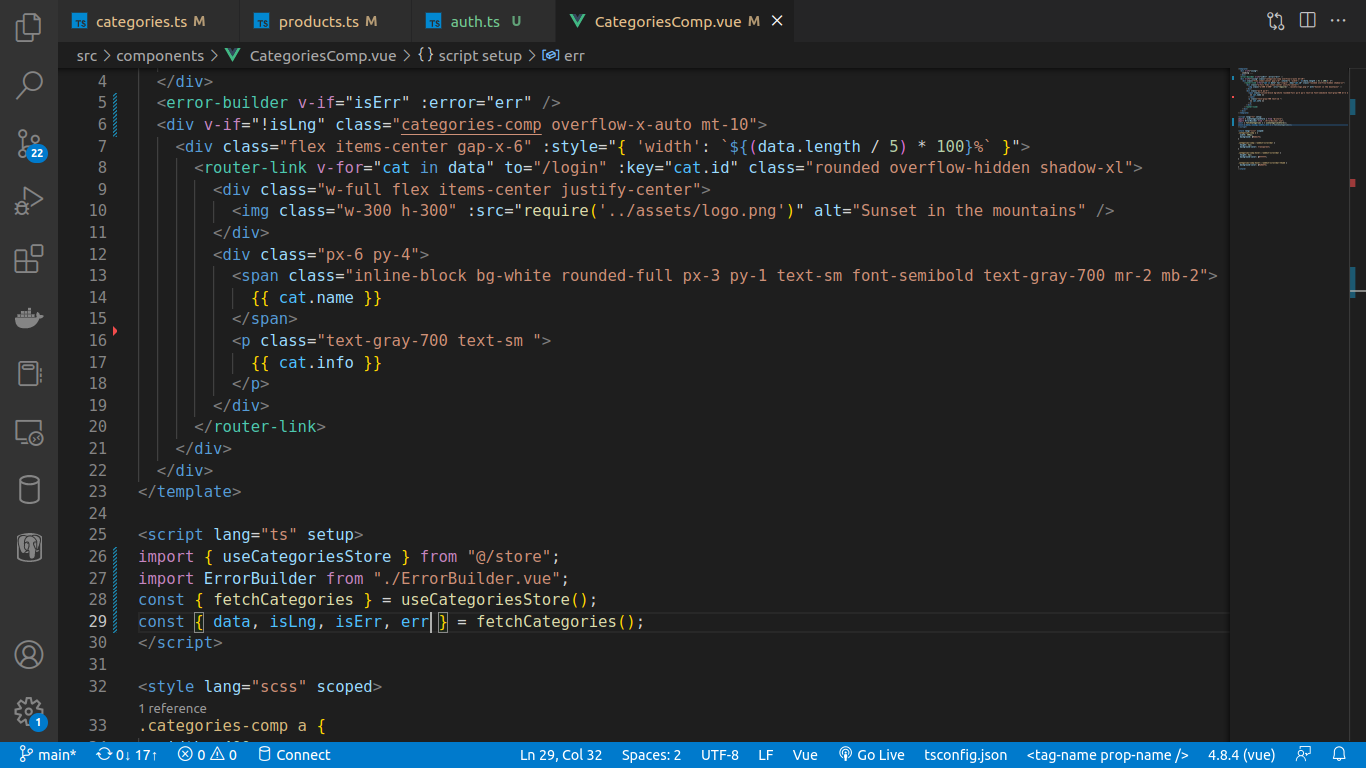 categories.ts M
products.ts M
auth.ts U
CategoriesComp.vue M
src > components > CategoriesComp.vue > {} script setup > err
4 </div>
5 <error-builder v-if="isErr" :error="err" />
6 <div v-if="!isLng" class="categories-comp overflow-x-auto mt-10">
7 <div class="flex items-center gap-x-6" :style="{ 'width': `${(data.length / 5) * 100}%` }">
8 <router-link v-for="cat in data" to="/login" :key="cat.id" class="rounded overflow-hidden shadow-xl">
9 <div class="w-full flex items-center justify-center">
10 <img class="w-300 h-300" :src="require('../assets/logo.png')" alt="Sunset in the mountains" />
11 </div>
12 <div class="px-6 py-4">
13 <span class="inline-block bg-white rounded-full px-3 py-1 text-sm font-semibold text-gray-700 mr-2 mb-2">
14 {{ cat.name }}
15 </span>
16 <p class="text-gray-700 text-sm ">
17 {{ cat.info }}
18 </p>
19 </div>
20 </router-link>
21 </div>
22 </div>
23 </template>
24
25 <script lang="ts" setup>
26 import { useCategoriesStore } from "@/store";
27 import ErrorBuilder from "./ErrorBuilder.vue";
28 const { fetchCategories } = useCategoriesStore();
29 const { data, isLng, isErr, err } = fetchCategories();
30 </script>
31
32 <style lang="scss" scoped>
1 reference
33 .categories-comp a {
22
1
main* 0↓ 17↑ 0 0 Connect Ln 29, Col 32 Spaces: 2 UTF-8 LF Vue Go Live tsconfig.json <tag-name prop-name /> 4.8.4 (vue)